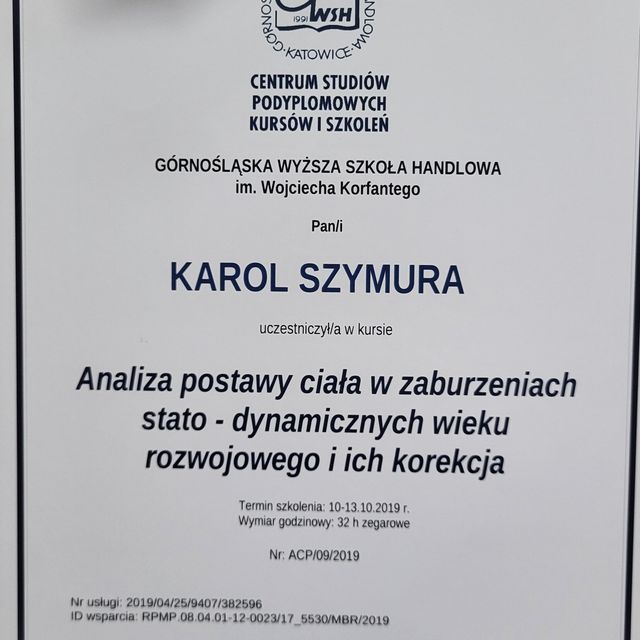 GÓRNOŚ
HANDLOWA
1991 WSH
·KATOWICE·
CENTRUM STUDIÓW
PODYPLOMOWYCH
KURSÓW I SZKOLEŃ
GÓRNOŚLĄSKA WYŻSZA SZKOŁA HANDLOWA
im. Wojciecha Korfantego
Pan/i
KAROL SZYMURA
uczestniczył/a w kursie
Analiza postawy ciała w zaburzeniach
stato - dynamicznych wieku
rozwojowego i ich korekcja
Termin szkolenia: 10-13.10.2019 r.
Wymiar godzinowy: 32 h zegarowe
Nr: ACP/09/2019
Nr usługi: 2019/04/25/9407/382596
ID wsparcia: RPMP.08.04.01-12-0023/17_5530/MBR/2019